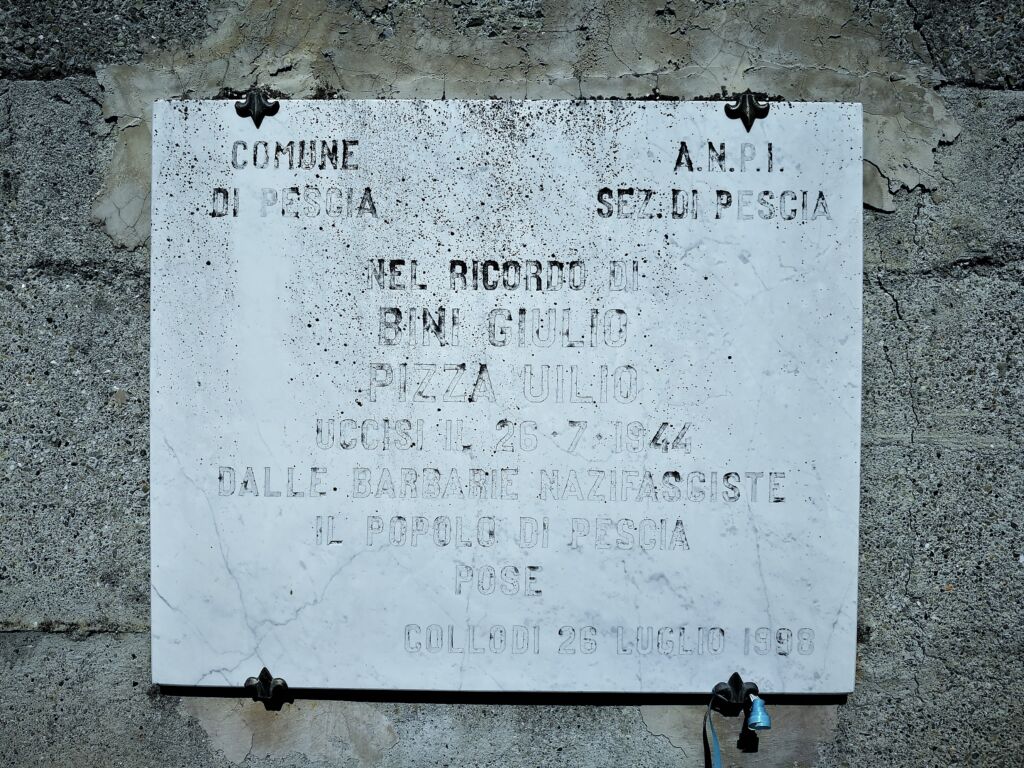 COMUNE
DI PESCIA
A.N.P.I.
SEZ. DI PESCIA
NEL RICORDO DI
BINI GIULIO
PIZZA UILIO
UCCISI IL 26·7·1944
DALLE BARBARIE NAZIFASCISTE
IL POPOLO DI PESCIA
POSE
COLLODI 26 LUGLIO 1998